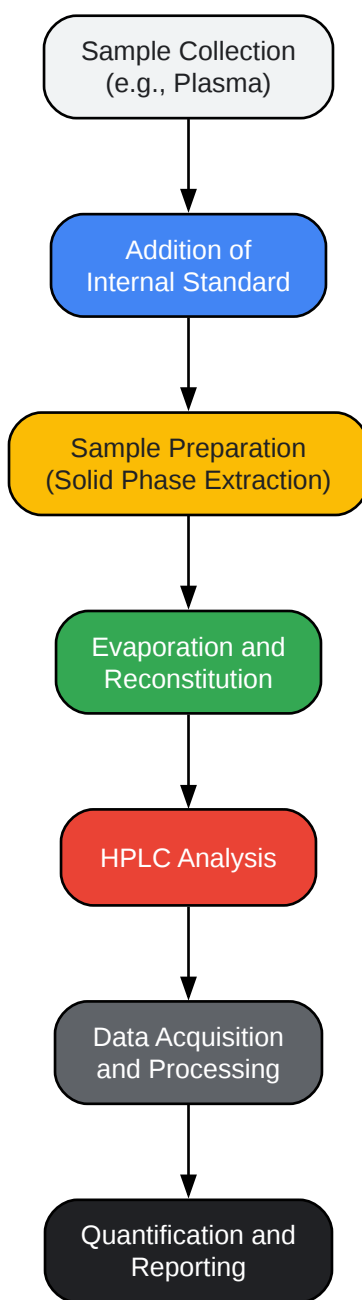 Sample Collection
(e.g., Plasma)
Addition of
Internal Standard
Sample Preparation
(Solid Phase Extraction)
Evaporation and
Reconstitution
HPLC Analysis
Data Acquisition
and Processing
Quantification and
Reporting